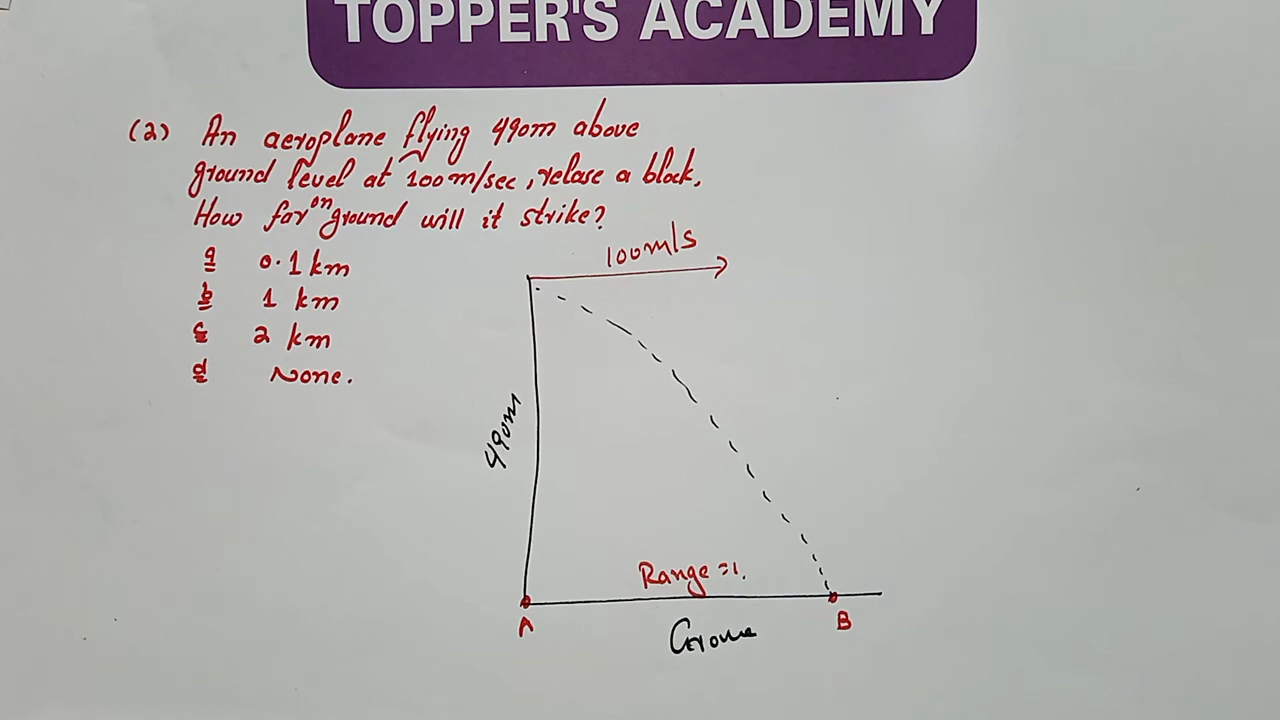 TOPPER'S ACADEMY
(2) An aeroplane flying 490m above
ground level at 100m/sec, relase a block.
How far on ground will it strike?
a 0.1 km
b 1 km
c 2 km
d None.
100m/s
490m
Range =
A
B